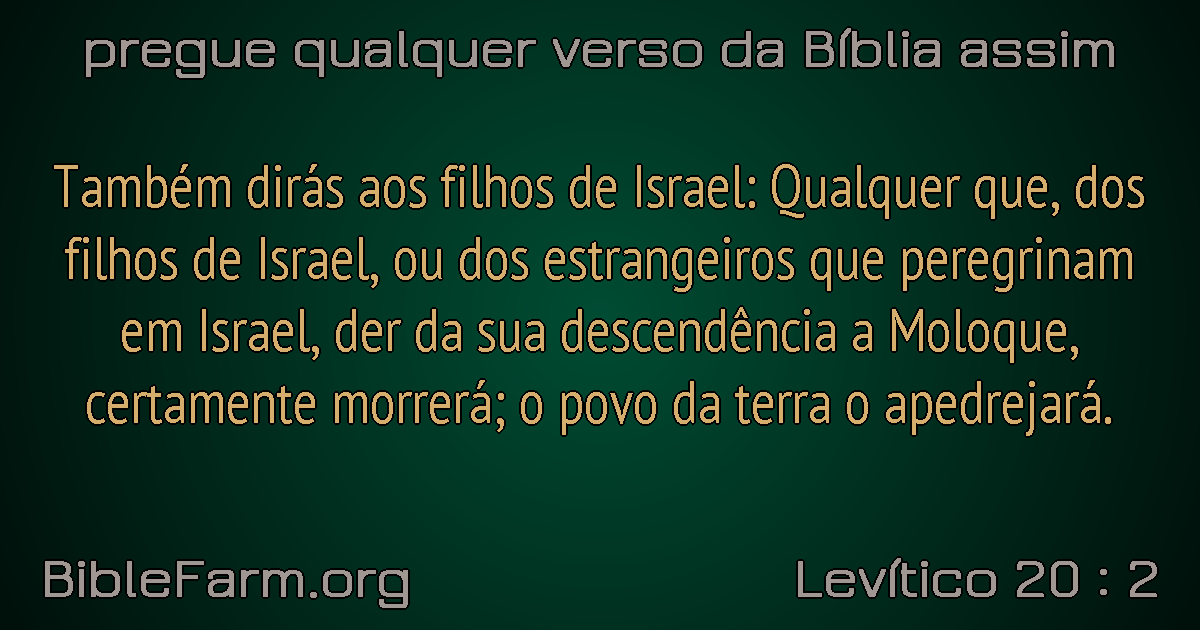 pregue qualquer verso da Bíblia assim
Também dirás aos filhos de Israel: Qualquer que, dos
filhos de Israel, ou dos estrangeiros que peregrinam
em Israel, der da sua descendência a Moloque,
certamente morrerá; o povo da terra o apedrejará.
BibleFarm.org
Levítico 20 : 2